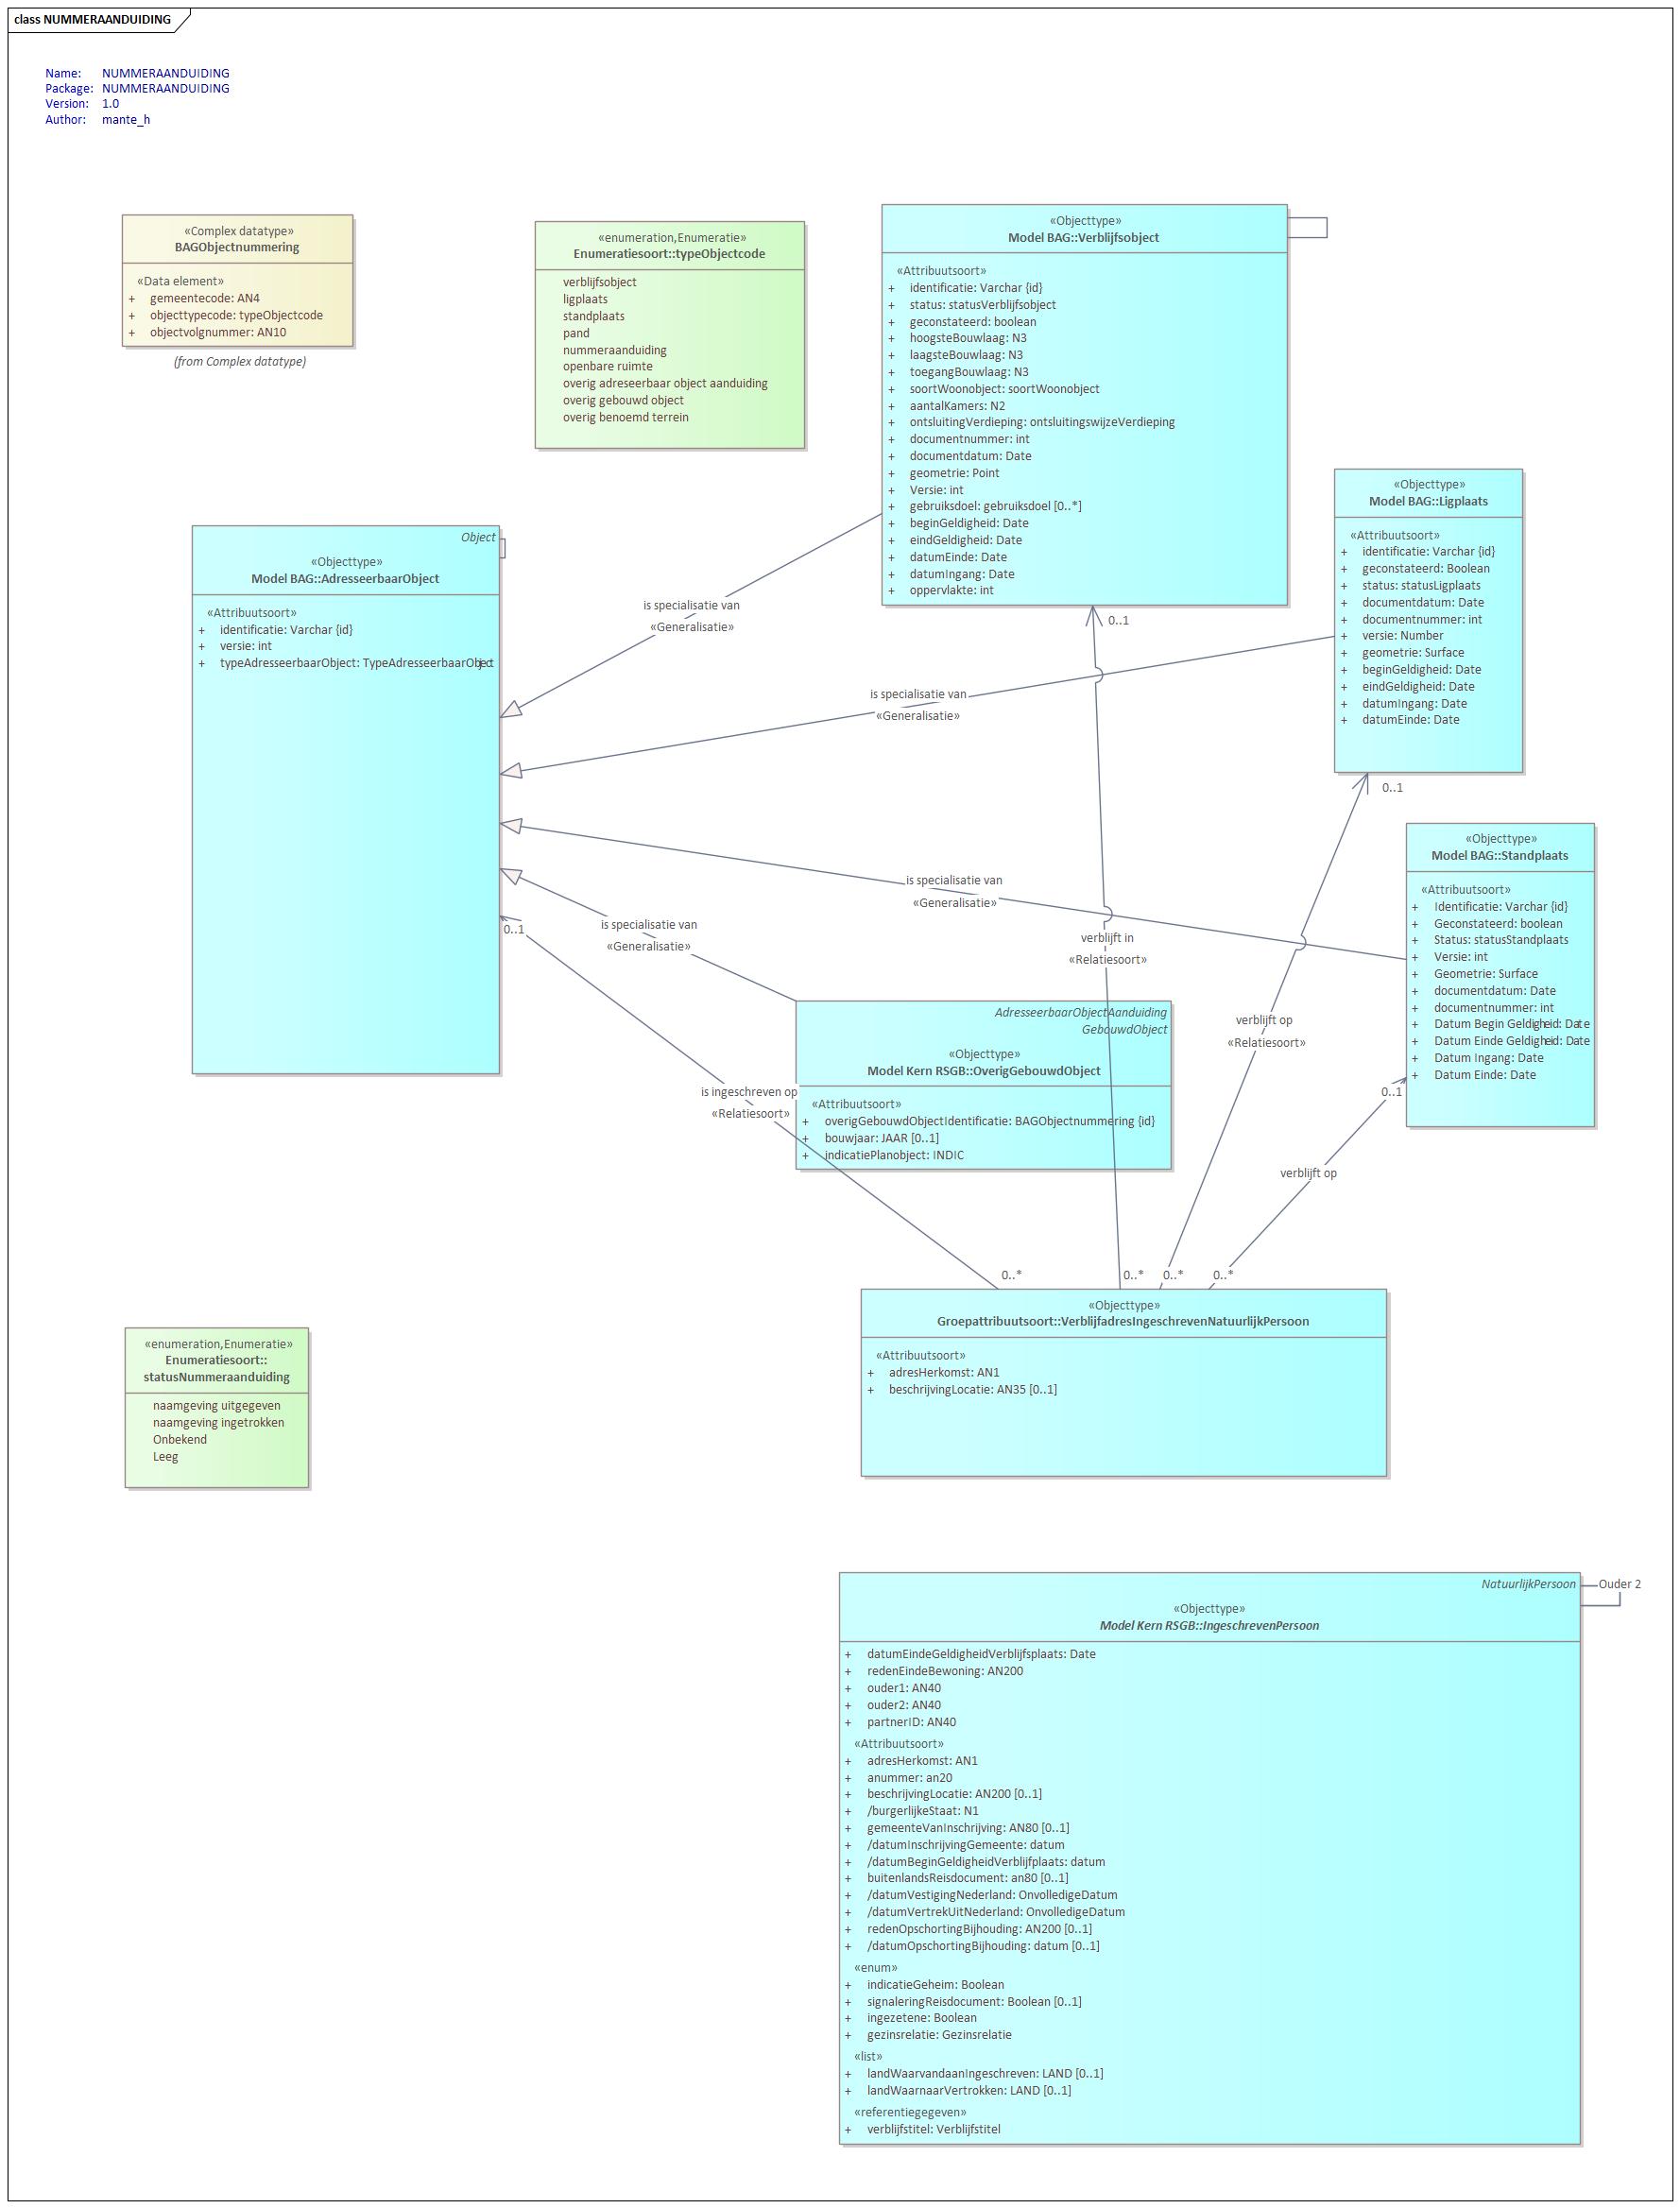 class NUMMERAANDUIDING
Name: NUMMERAANDUIDING
Package: NUMMERAANDUIDING
Version: 1.0
Author: mante_h
«Complex datatype»
BAGObjectnummering
«Data element»
+ gemeentecode: AN4
+ objecttypecode: typeObjectcode
+ objectvolgnummer: AN10
(from Complex datatype)
«enumeration,Enumeratie»
Enumeratiesoort::typeObjectcode
verblijfsobject
ligplaats
standplaats
pand
nummeraanduiding
openbare ruimte
overig adreseerbaar object aanduiding
overig gebouwd object
overig benoemd terrein
«Objecttype»
Model BAG::Verblijfsobject
«Attribuutsoort»
+ identificatie: Varchar {id}
+ status: statusVerblijfsobject
+ geconstateerd: boolean
+ hoogsteBouwlaag: N3
+ laagsteBouwlaag: N3
+ toegangBouwlaag: N3
+ soortWoonobject: soortWoonobject
+ aantalKamers: N2
+ ontsluitingVerdieping: ontsluitingswijzeVerdieping
+ documentnummer: int
+ documentdatum: Date
+ geometrie: Point
+ Versie: int
+ gebruiksdoel: gebruiksdoel [0..*]
+ beginGeldigheid: Date
+ eindGeldigheid: Date
+ datumEinde: Date
+ datumIngang: Date
+ oppervlakte: int
«Objecttype»
Model BAG::Ligplaats
«Attribuutsoort»
+ identificatie: Varchar {id}
+ geconstateerd: Boolean
+ status: statusLigplaats
+ documentdatum: Date
+ documentnummer: int
+ versie: Number
+ geometrie: Surface
+ beginGeldigheid: Date
+ eindGeldigheid: Date
+ datumIngang: Date
+ datumEinde: Date
Object
«Objecttype»
Model BAG::AdresseerbaarObject
«Attribuutsoort»
+ identificatie: Varchar {id}
+ versie: int
+ typeAdresseerbaarObject: TypeAdresseerbaarObject
is specialisatie van
«Generalisatie»
0..1
is specialisatie van
«Generalisatie»
0..1
«Objecttype»
Model BAG::Standplaats
«Attribuutsoort»
+ Identificatie: Varchar {id}
+ Geconstateerd: boolean
+ Status: statusStandplaats
+ Versie: int
+ Geometrie: Surface
+ documentdatum: Date
+ documentnummer: int
+ Datum Begin Geldigheid: Date
+ Datum Einde Geldigheid: Date
+ Datum Ingang: Date
+ Datum Einde: Date
is specialisatie van
«Generalisatie»
is specialisatie van
«Generalisatie»
0..1
verblijft in
«Relatiesoort»
verblijft op
«Relatiesoort»
AdresseerbaarObjectAanduiding
GebouwdObject
«Objecttype»
Model Kern RSGB::OverigGebouwdObject
«Attribuutsoort»
+ overigGebouwdObjectIdentificatie: BAGObjectnummering {id}
+ bouwjaar: JAAR [0..1]
+ indicatiePlanobject: INDIC
is ingeschreven op
«Relatiesoort»
0..1
verblijft op
0..*
0..*
0..*
0..*
«Objecttype»
Groepattribuutsoort::VerblijfadresIngeschrevenNatuurlijkPersoon
«Attribuutsoort»
+ adresHerkomst: AN1
+ beschrijvingLocatie: AN35 [0..1]
«enumeration,Enumeratie»
Enumeratiesoort::
statusNummeraanduiding
naamgeving uitgegeven
naamgeving ingetrokken
Onbekend
Leeg
NatuurlijkPersoon
Ouder 2
«Objecttype»
Model Kern RSGB::IngeschrevenPersoon
+ datumEindeGeldigheidVerblijfsplaats: Date
+ redenEindeBewoning: AN200
+ ouder1: AN40
+ ouder2: AN40
+ partnerID: AN40
«Attribuutsoort»
+ adresHerkomst: AN1
+ anummer: an20
+ beschrijvingLocatie: AN200 [0..1]
+ /burgerlijkeStaat: N1
+ gemeenteVanInschrijving: AN80 [0..1]
+ /datumInschrijvingGemeente: datum
+ /datumBeginGeldigheidVerblijfplaats: datum
+ buitenlandsReisdocument: an80 [0..1]
+ /datumVestigingNederland: OnvolledigeDatum
+ /datumVertrekUitNederland: OnvolledigeDatum
+ redenOpschortingBijhouding: AN200 [0..1]
+ /datumOpschortingBijhouding: datum [0..1]
«enum»
+ indicatieGeheim: Boolean
+ signaleringReisdocument: Boolean [0..1]
+ ingezetene: Boolean
+ gezinsrelatie: Gezinsrelatie
«list»
+ landWaarvandaanIngeschreven: LAND [0..1]
+ landWaarnaarVertrokken: LAND [0..1]
«referentiegegeven»
+ verblijfstitel: Verblijfstitel